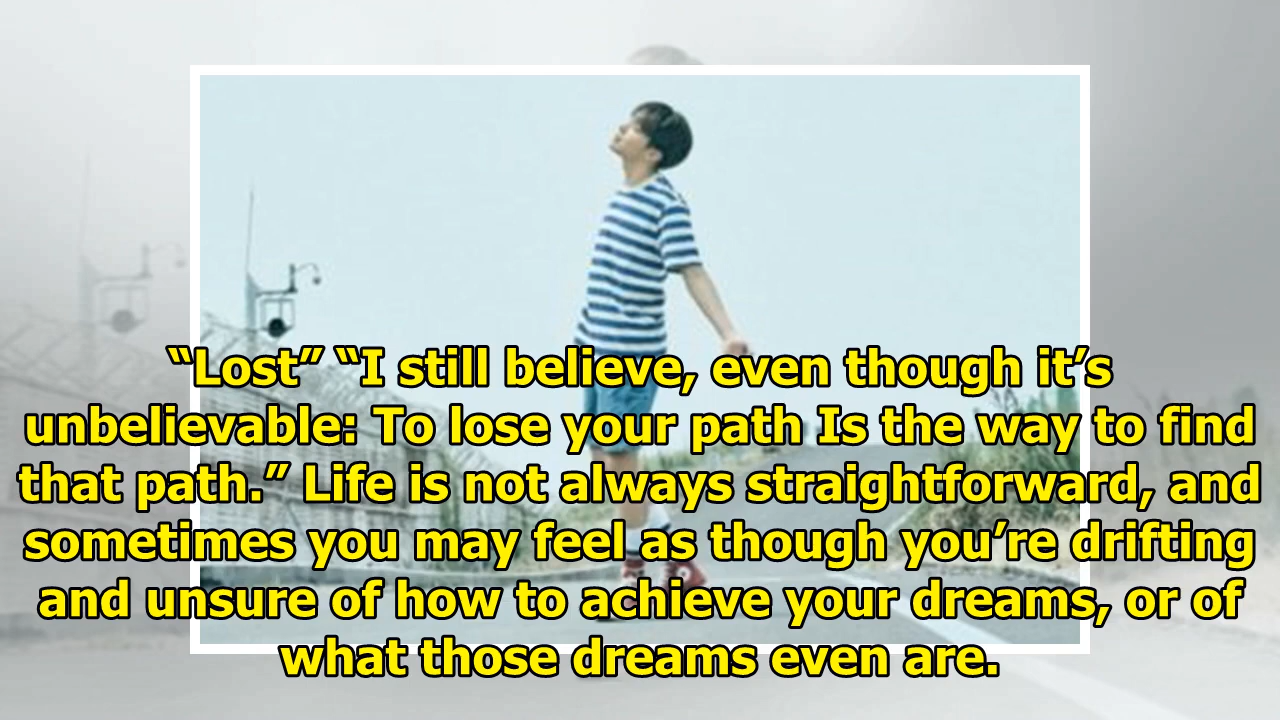 “Lost” “I still believe, even though it’s
unbelievable: To lose your path Is the way to find
that path.” Life is not always straightforward, and
sometimes you may feel as though you’re drifting
and unsure of how to achieve your dreams, or of
what those dreams even are.